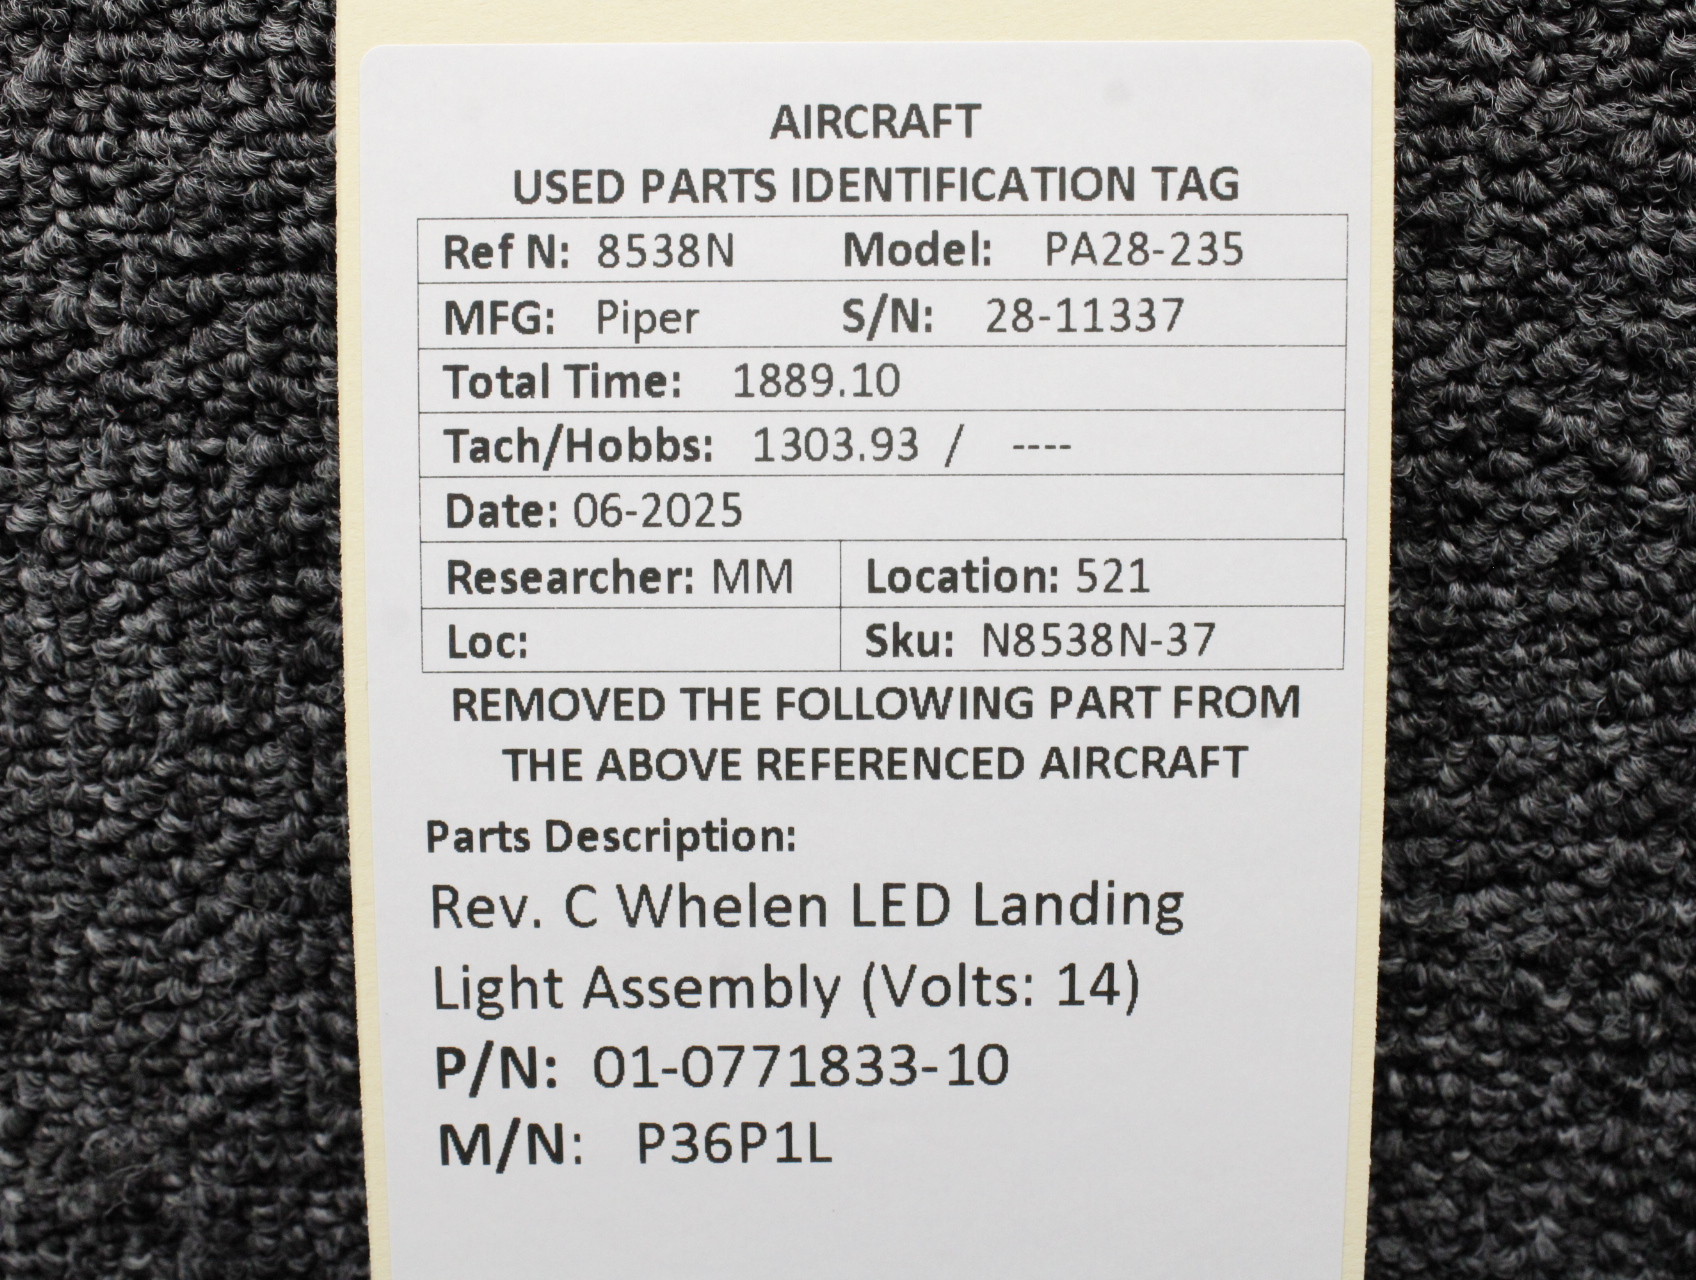 AIRCRAFT
USED PARTS IDENTIFICATION TAG
Ref N: 8538N Model: PA28-235
MFG: Piper S/N: 28-11337
Total Time: 1889.10
Tach/Hobbs: 1303.93 / ----
Date: 06-2025
Researcher: MM Location: 521
Loc: Sku: N8538N-37
REMOVED THE FOLLOWING PART FROM
THE ABOVE REFERENCED AIRCRAFT
Parts Description:
Rev. C Whelen LED Landing
Light Assembly (Volts: 14)
P/N: 01-0771833-10
M/N: P36P1L